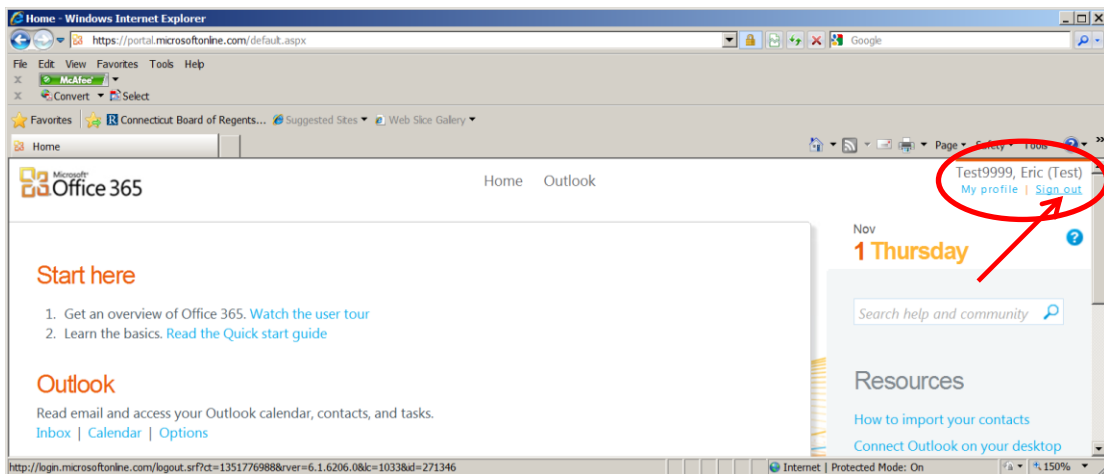 Home - Windows Internet Explorer
https://portal.microsoftonline.com/default.aspx
Google
File Edit View Favorites Tools Help
X McAfee
X Convert Select
Favorites Connecticut Board of Regents... Suggested Sites Web Slice Gallery
Home
Page Safety Tools
Microsoft
Office 365
Home Outlook
Test9999, Eric (Test)
My profile | Sign out
Nov
1 Thursday
Start here
1. Get an overview of Office 365. Watch the user tour
2. Learn the basics. Read the Quick start guide
Search help and community
Outlook
Read email and access your Outlook calendar, contacts, and tasks.
Inbox | Calendar | Options
Resources
How to import your contacts
Connect Outlook on your desktop
http://login.microsoftonline.com/logout.srf?ct=1351776988&rver=6.1.6206.0&lc=1033&id=271346
Internet | Protected Mode: On
150%